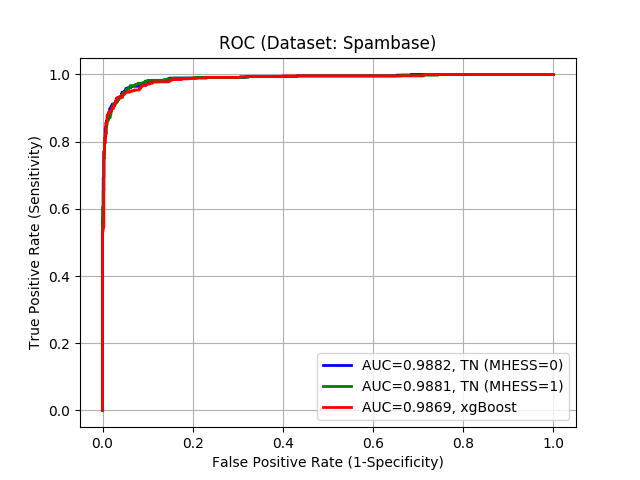 ROC (Dataset: Spambase)
True Positive Rate (Sensitivity)
1.0
0.8
0.6
0.4
0.2
0.0
AUC=0.9882, TN (MHESS=0)
AUC=0.9881, TN (MHESS=1)
AUC=0.9869, xgBoost
0.0 0.2 0.4 0.6 0.8 1.0
False Positive Rate (1-Specificity)